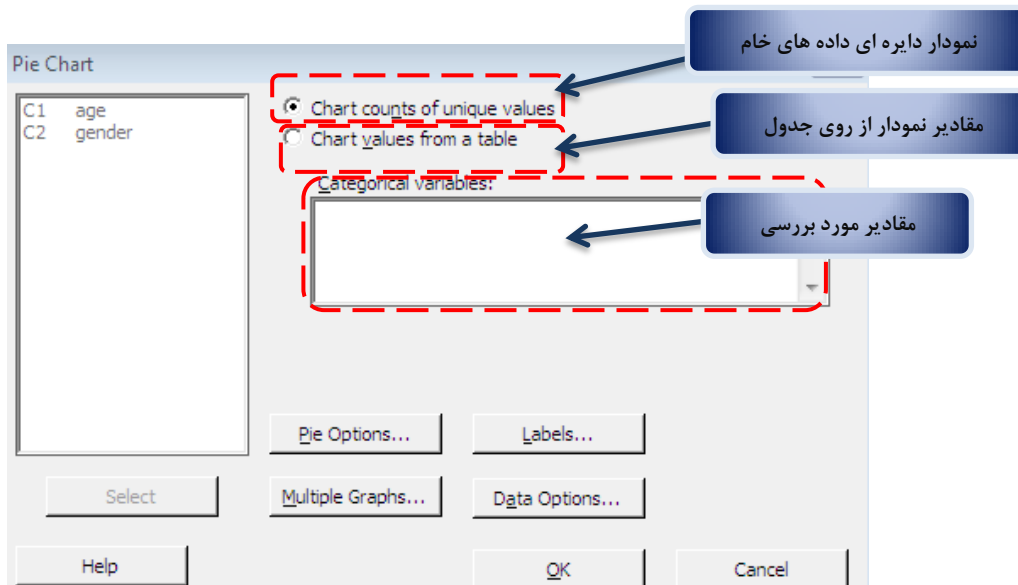 نمودار دایره ای داده های خام
Pie Chart
C1 age
C2 gender
Chart counts of unique values
Chart values from a table
مقادیر نمودار از روی جدول
Categorical variables:
مقادیر مورد بررسی
Pie Options...
Labels...
Select
Multiple Graphs...
Data Options...
Help
OK
Cancel